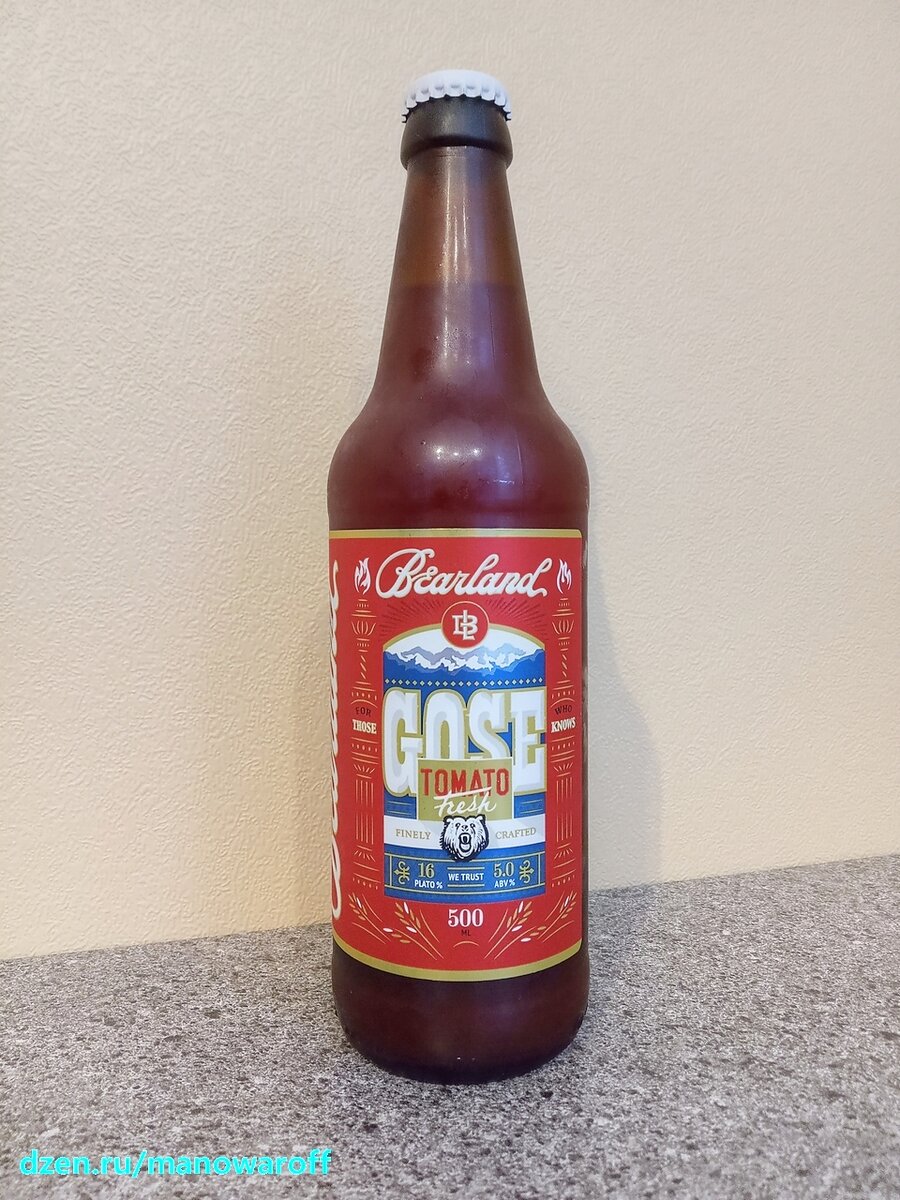 Bearland
BL
GOSE
FOR
THOSE
WHO
KNOWS
TOMATO
fresh
FINELY CRAFTED
16
PLATO %
WE TRUST
5.0
ABV %
500
ML
dzen.ru/manowaroff